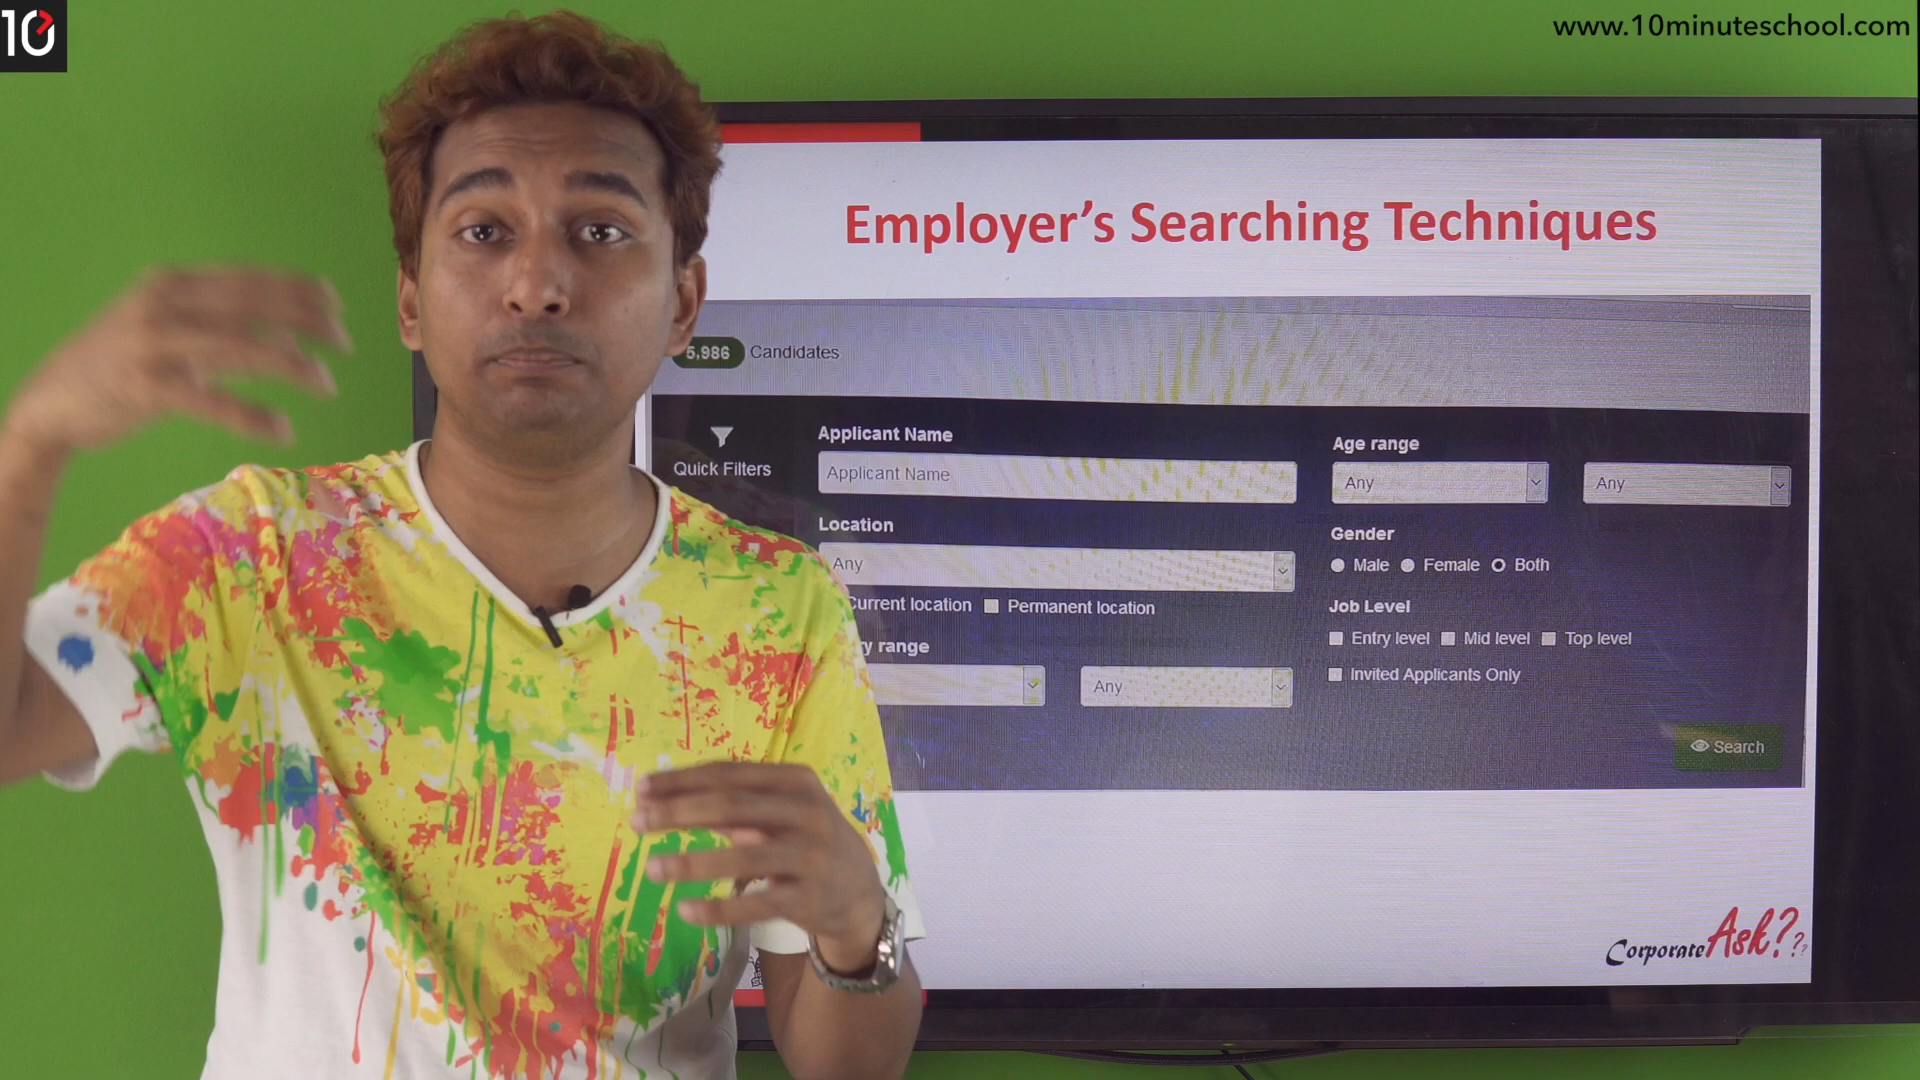 10
www.10minuteschool.com
Employer's Searching Techniques
5,986 Candidates
Quick Filters
Applicant Name
Applicant Name
Location
Any
Current location Permanent location
range
Any
Age range
Any Any
Gender
Male Female Both
Job Level
Entry level Mid level Top level
Invited Applicants Only
Search
Corporate Ask???